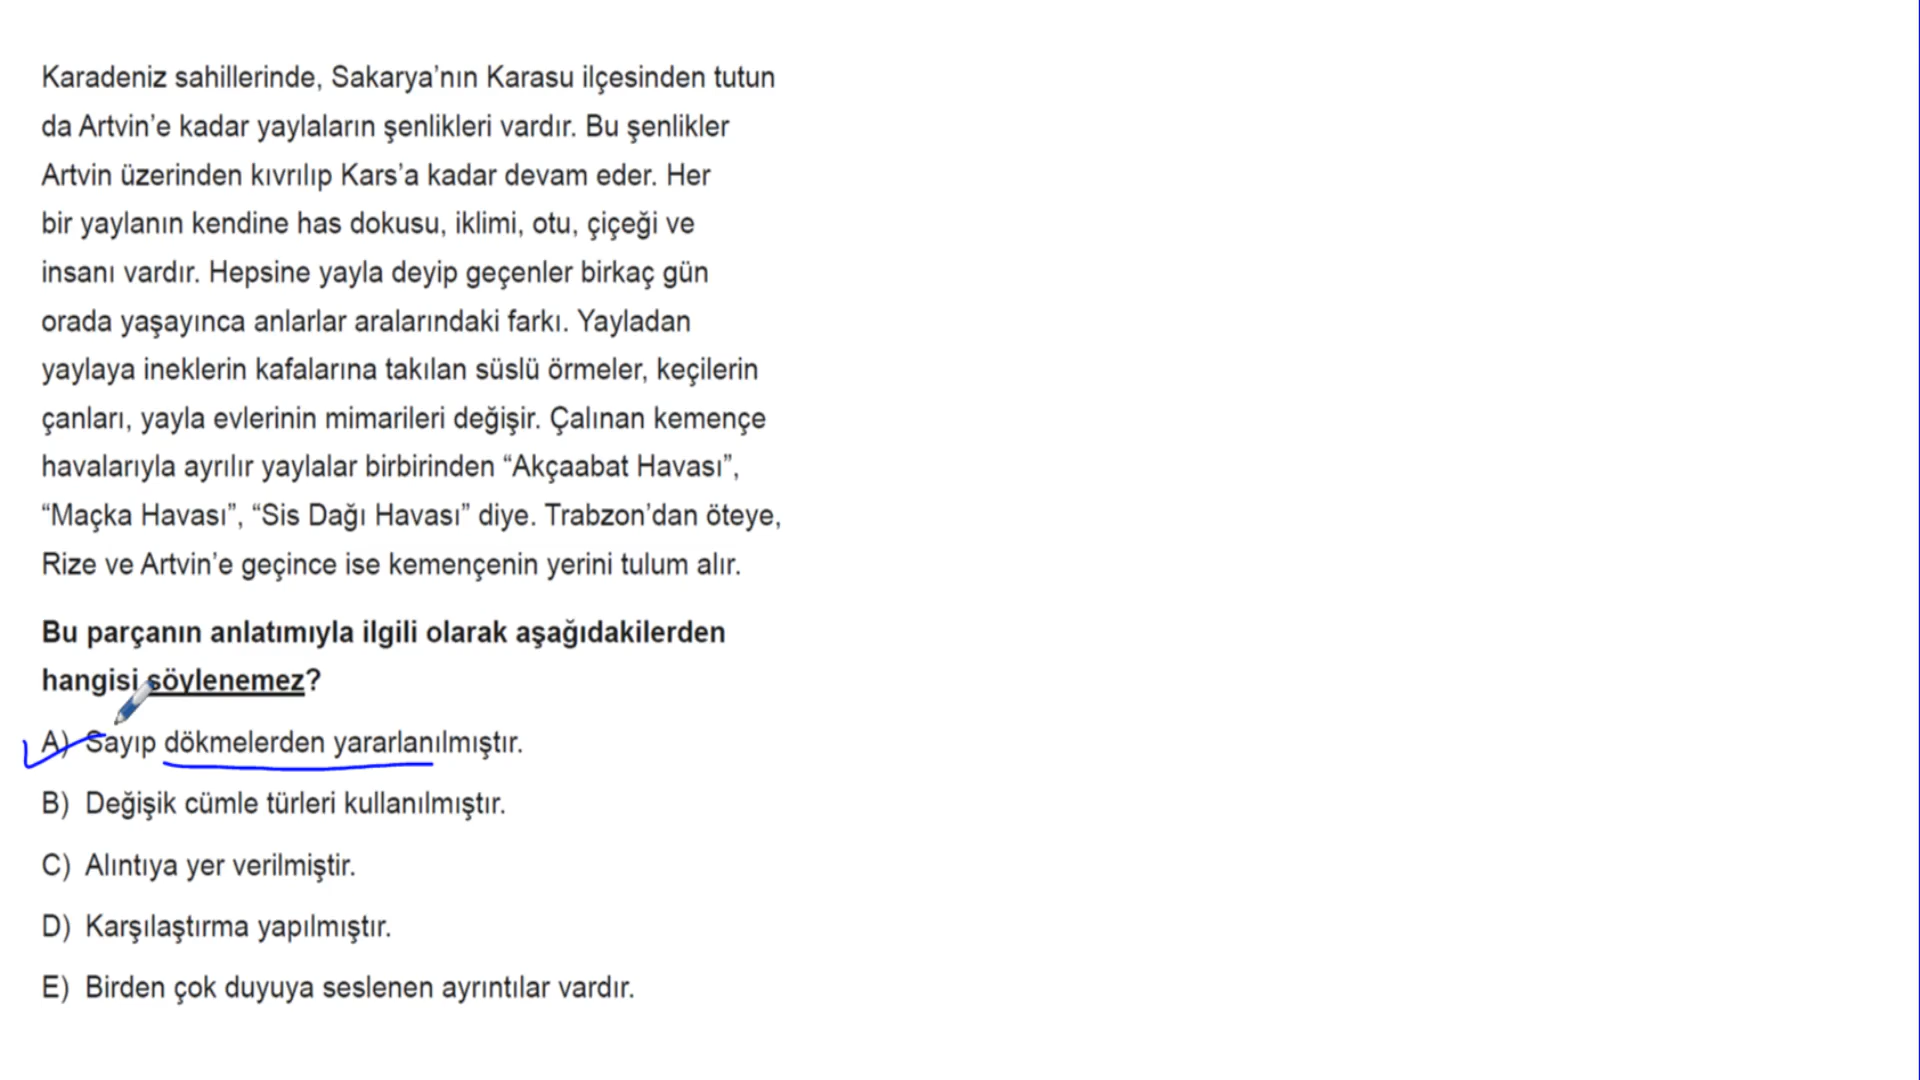 Karadeniz sahillerinde, Sakarya’nın Karasu ilçesinden tutun
da Artvin’e kadar yaylaların şenlikleri vardır. Bu şenlikler
Artvin üzerinden kıvrılıp Kars’a kadar devam eder. Her
bir yaylanın kendine has dokusu, iklimi, otu, çiçeği ve
insanı vardır. Hepsine yayla deyip geçenler birkaç gün
orada yaşayınca anlarlar aralarındaki farkı. Yayladan
yaylaya ineklerin kafalarına takılan süslü örmeler, keçilerin
çanları, yayla evlerinin mimarileri değişir. Çalınan kemençe
havalarıyla ayrılır yaylalar birbirinden “Akçaabat Havası”,
“Maçka Havası”, “Sis Dağı Havası” diye. Trabzon’dan öteye,
Rize ve Artvin’e geçince ise kemençenin yerini tulum alır.
Bu parçanın anlatımıyla ilgili olarak aşağıdakilerden
hangisi söylenemez?
A) Sayıp dökmelerden yararlanılmıştır.
B) Değişik cümle türleri kullanılmıştır.
C) Alıntıya yer verilmiştir.
D) Karşılaştırma yapılmıştır.
E) Birden çok duyuya seslenen ayrıntılar vardır.